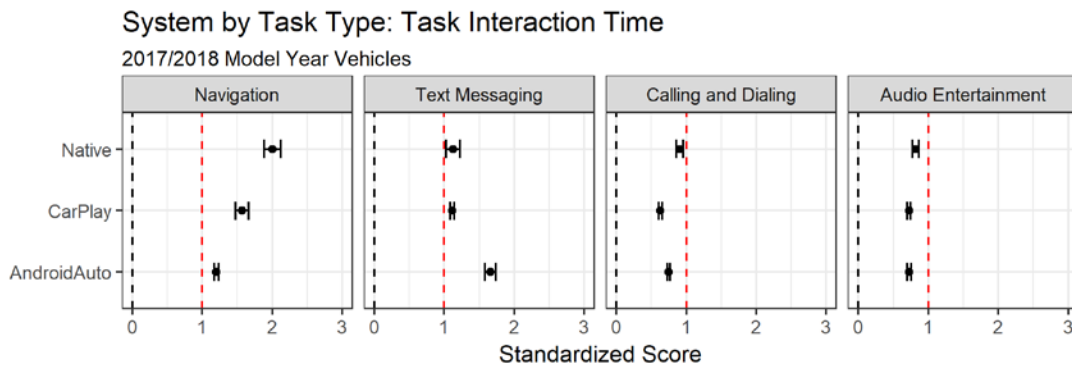 System by Task Type: Task Interaction Time
2017/2018 Model Year Vehicles
Navigation Text Messaging Calling and Dialing Audio Entertainment
Native
CarPlay
AndroidAuto
0 1 2 3 0 1 2 3 0 1 2 3 0 1 2 3
Standardized Score